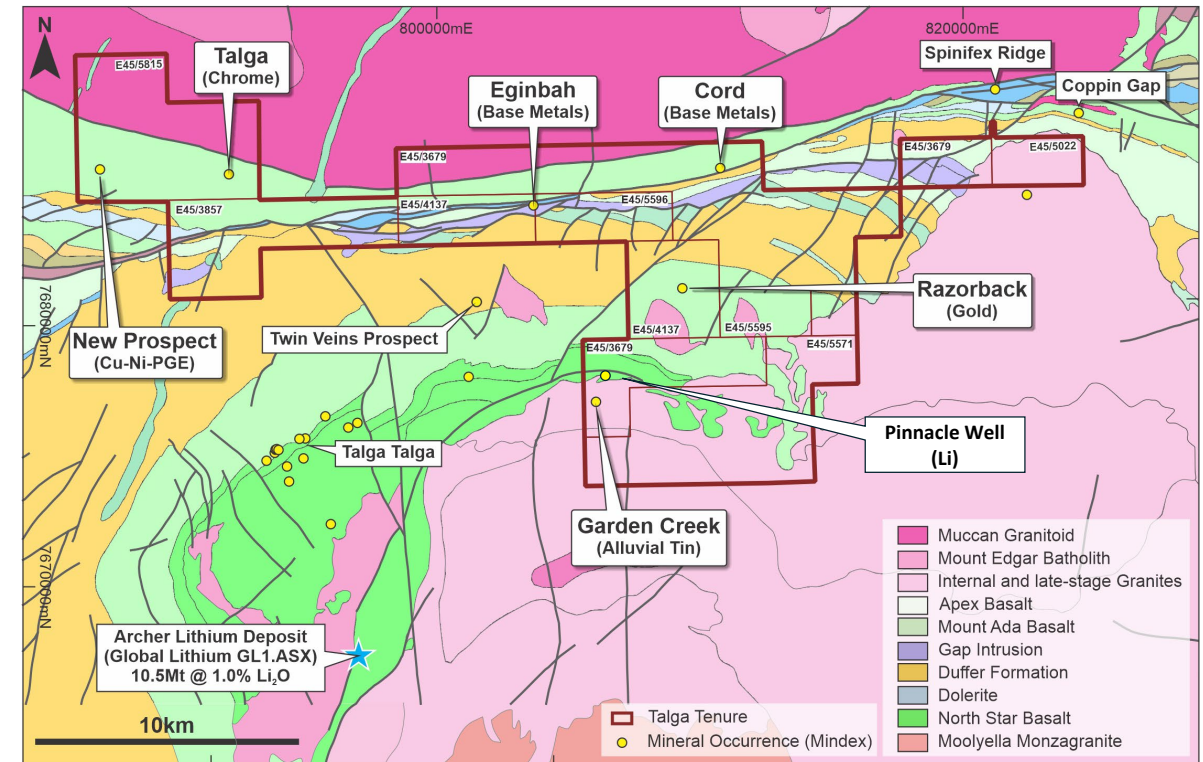 N
800000mE
820000mE
Talga
(Chrome)
E45/5815
Spinifex Ridge
Coppin Gap
Eginbah
(Base Metals)
Cord
(Base Metals)
E45/3679
E45/3679
E45/5022
E45/3857
E45/4137
E45/5596
7680000mN
New Prospect
(Cu-Ni-PGE)
Twin Veins Prospect
Razorback
(Gold)
E45/4137
E45/5595
E45/5571
E45/3679
Talga Talga
Pinnacle Well
(Li)
Garden Creek
(Alluvial Tin)
7670000mN
Archer Lithium Deposit
(Global Lithium GL1.ASX)
10.5Mt @ 1.0% Li₂O
10km
Talga Tenure
Mineral Occurrence (Mindex)
Muccan Granitoid
Mount Edgar Batholith
Internal and late-stage Granites
Apex Basalt
Mount Ada Basalt
Gap Intrusion
Duffer Formation
Dolerite
North Star Basalt
Moolyella Monzagranite